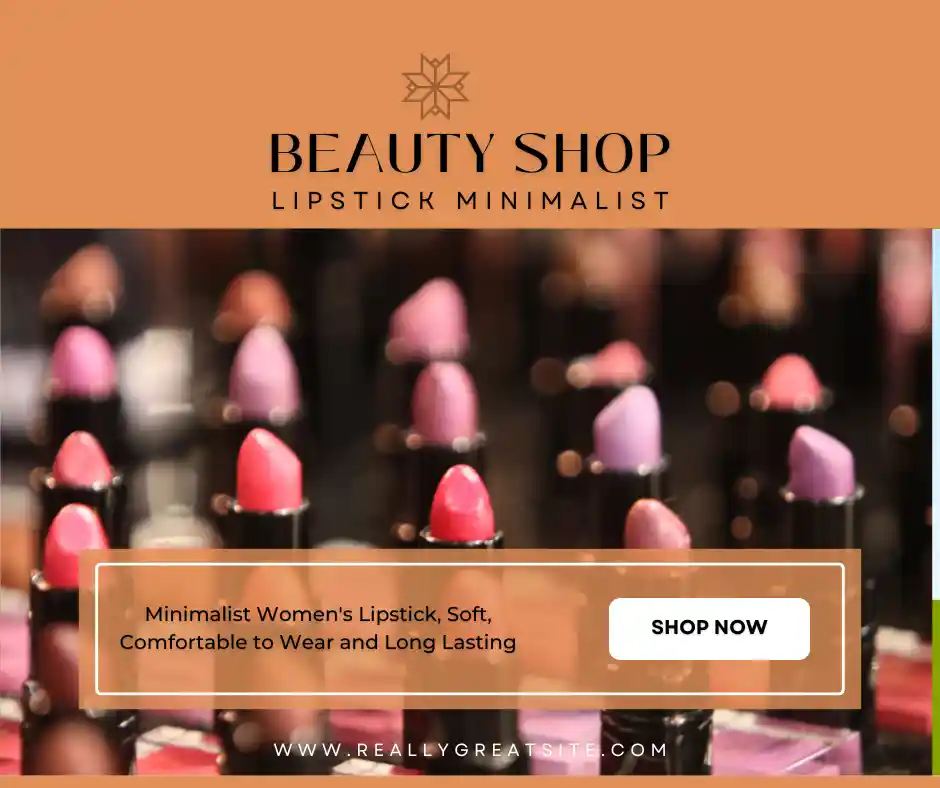 BEAUTY SHOP
LIPSTICK MINIMALIST
Minimalist Women's Lipstick, Soft,
Comfortable to Wear and Long Lasting
SHOP NOW
WWW.REALLYGREATSITE.COM